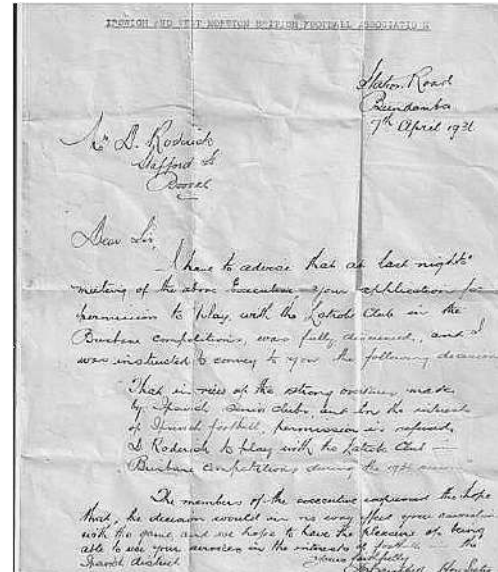 IPSWICH AND WEST MORETON BRITISH FOOTBALL ASSOCIATION
Station Road
Bundamba
7th April 1931
Mr D. Roderick
Stafford St
Booval
Dear Sir,
I have to advise that at last nights'
meeting of the above Executive your application for
permission to play with the Latrobe Club in the
Brisbane competitions, was fully discussed, and I
was instructed to convey to you the following decision
That in view of the strong overtures made
by Ipswich senior clubs, and in the interests
of Ipswich football, permission is refused
D Roderick to play with the Latrobe Club in
Brisbane Competitions during the season
The members of the executive expressed the hope
that, the decision would in no way effect your association
with the game, and we hope to have the pleasure of being
able to use your services in the interests of football in the
Ipswich district
Yours faithfully
Hon Secty